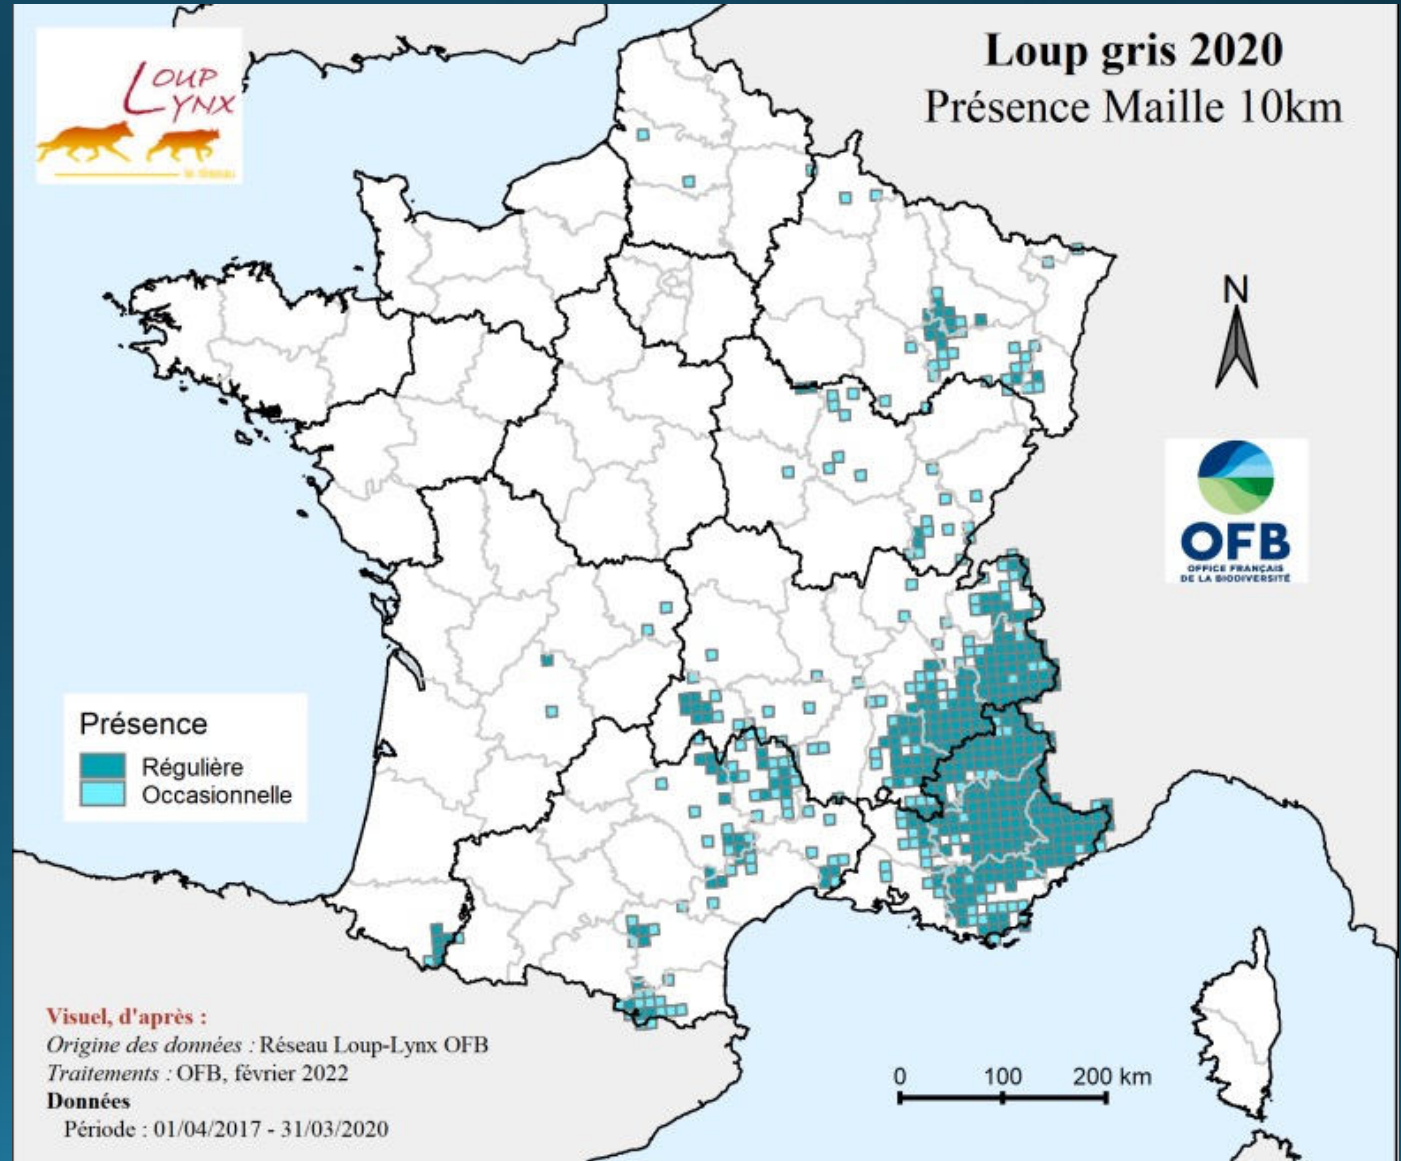 LOUP
LYNX
le réseau
Loup gris 2020
Présence Maille 10km
N
OFB
OFFICE FRANÇAIS
DE LA BIODIVERSITÉ
Présence
Régulière
Occasionnelle
Visuel, d'après :
Origine des données : Réseau Loup-Lynx OFB
Traitements : OFB, février 2022
Données
Période : 01/04/2017 - 31/03/2020
0 100 200 km